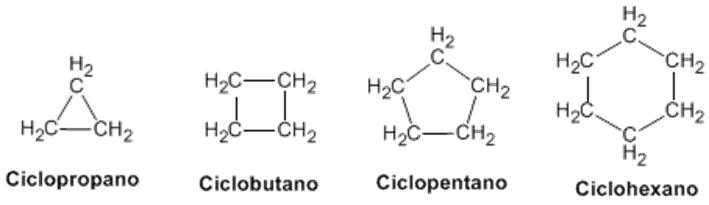 H2
C
H2C CH2
Ciclopropano
H2C CH2
H2C CH2
Ciclobutano
H2
C
H2C CH2
H2C CH2
Ciclopentano
H2
C
H2C CH2
H2C CH2
C
H2
Ciclohexano